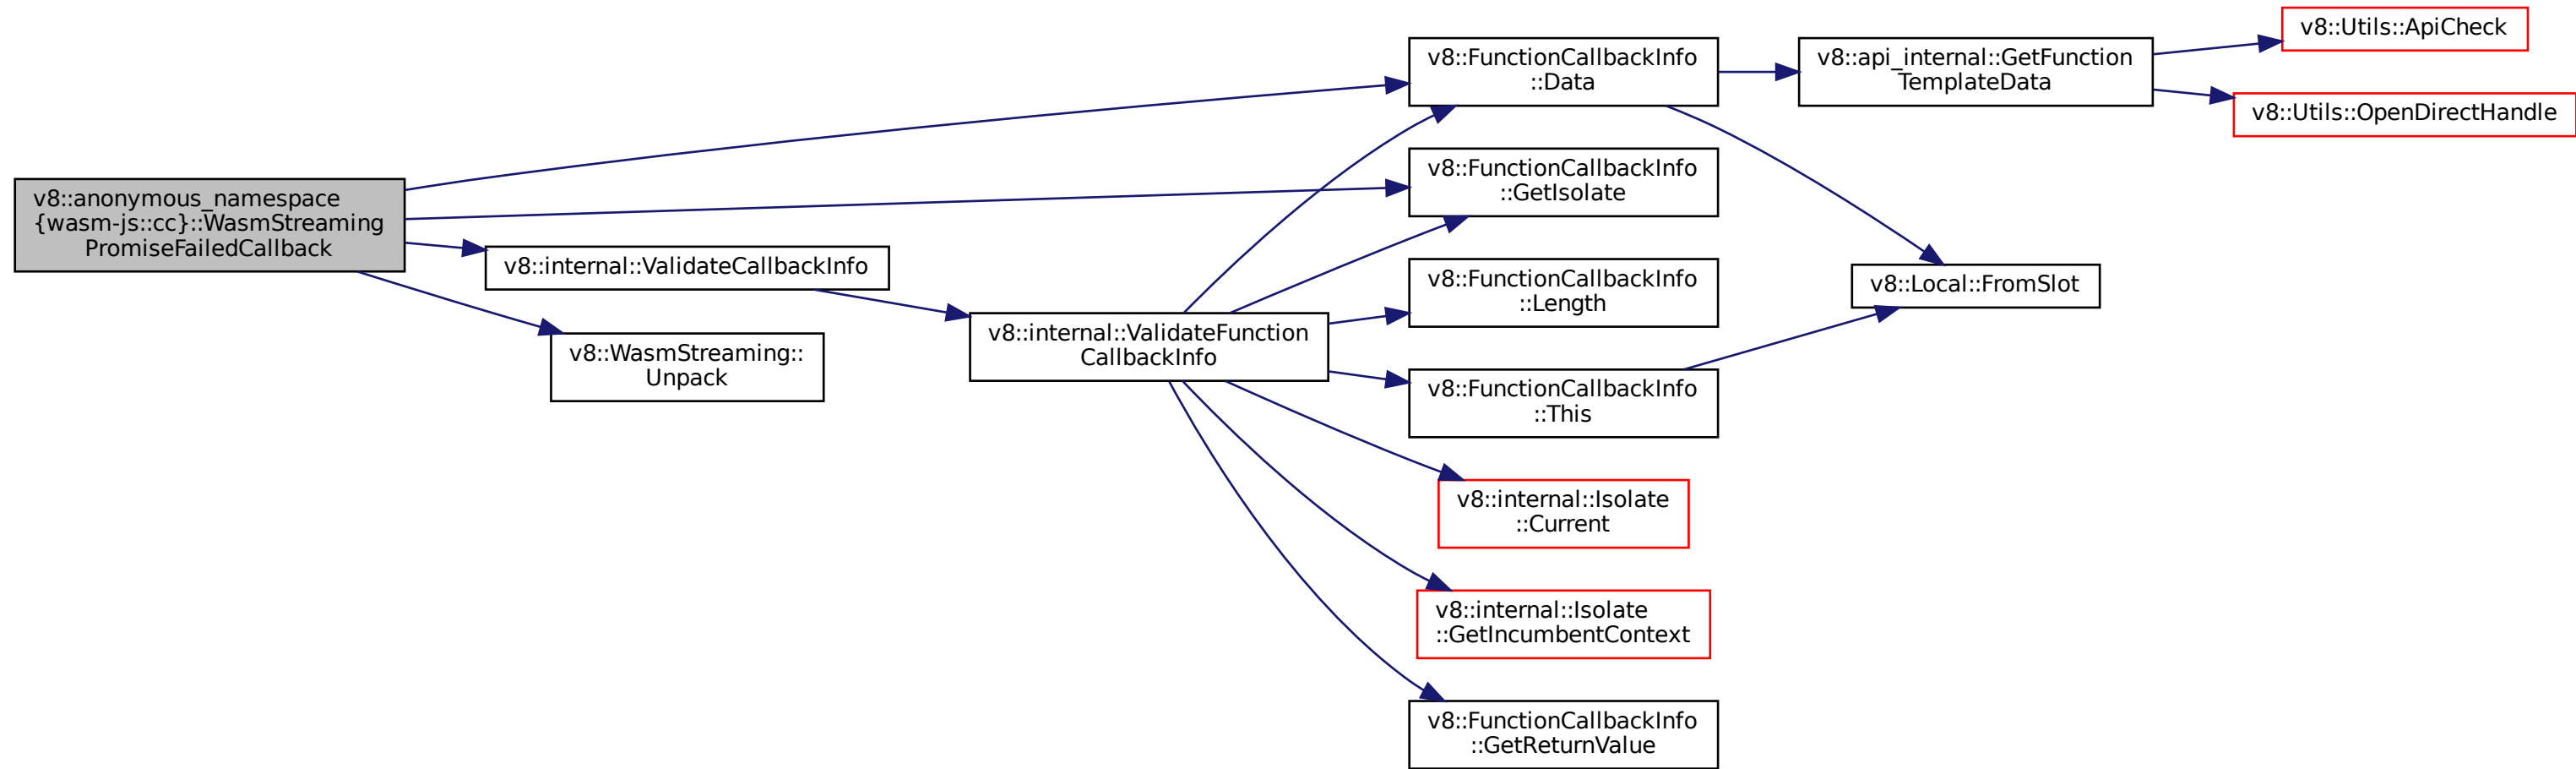 v8::anonymous_namespace
{wasm-js::cc}::WasmStreaming
PromiseFailedCallback
v8::internal::ValidateCallbackInfo
v8::WasmStreaming::
Unpack
v8::internal::ValidateFunction
CallbackInfo
v8::FunctionCallbackInfo
::Data
v8::FunctionCallbackInfo
::GetIsolate
v8::FunctionCallbackInfo
::Length
v8::FunctionCallbackInfo
::This
v8::internal::Isolate
::Current
v8::internal::Isolate
::GetIncumbentContext
v8::FunctionCallbackInfo
::GetReturnValue
v8::api_internal::GetFunction
TemplateData
v8::Local::FromSlot
v8::Utils::ApiCheck
v8::Utils::OpenDirectHandle